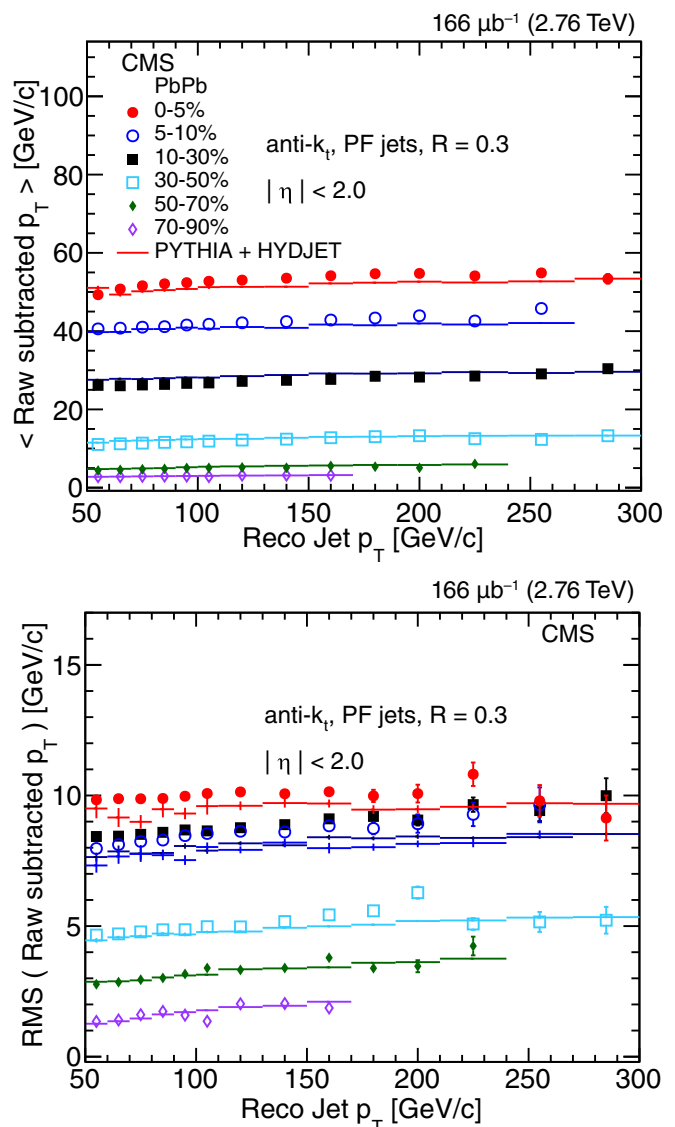 166 μb⁻¹ (2.76 TeV)
CMS
PbPb
0-5%
5-10%
10-30%
30-50%
50-70%
70-90%
PYTHIA + HYDJET
anti-kₜ, PF jets, R = 0.3
| η | < 2.0
< Raw subtracted p_T > [GeV/c]
100
80
60
40
20
0
50 100 150 200 250 300
Reco Jet p_T [GeV/c]
166 μb⁻¹ (2.76 TeV)
CMS
anti-kₜ, PF jets, R = 0.3
| η | < 2.0
RMS ( Raw subtracted p_T ) [GeV/c]
15
10
5
0
50 100 150 200 250 300
Reco Jet p_T [GeV/c]